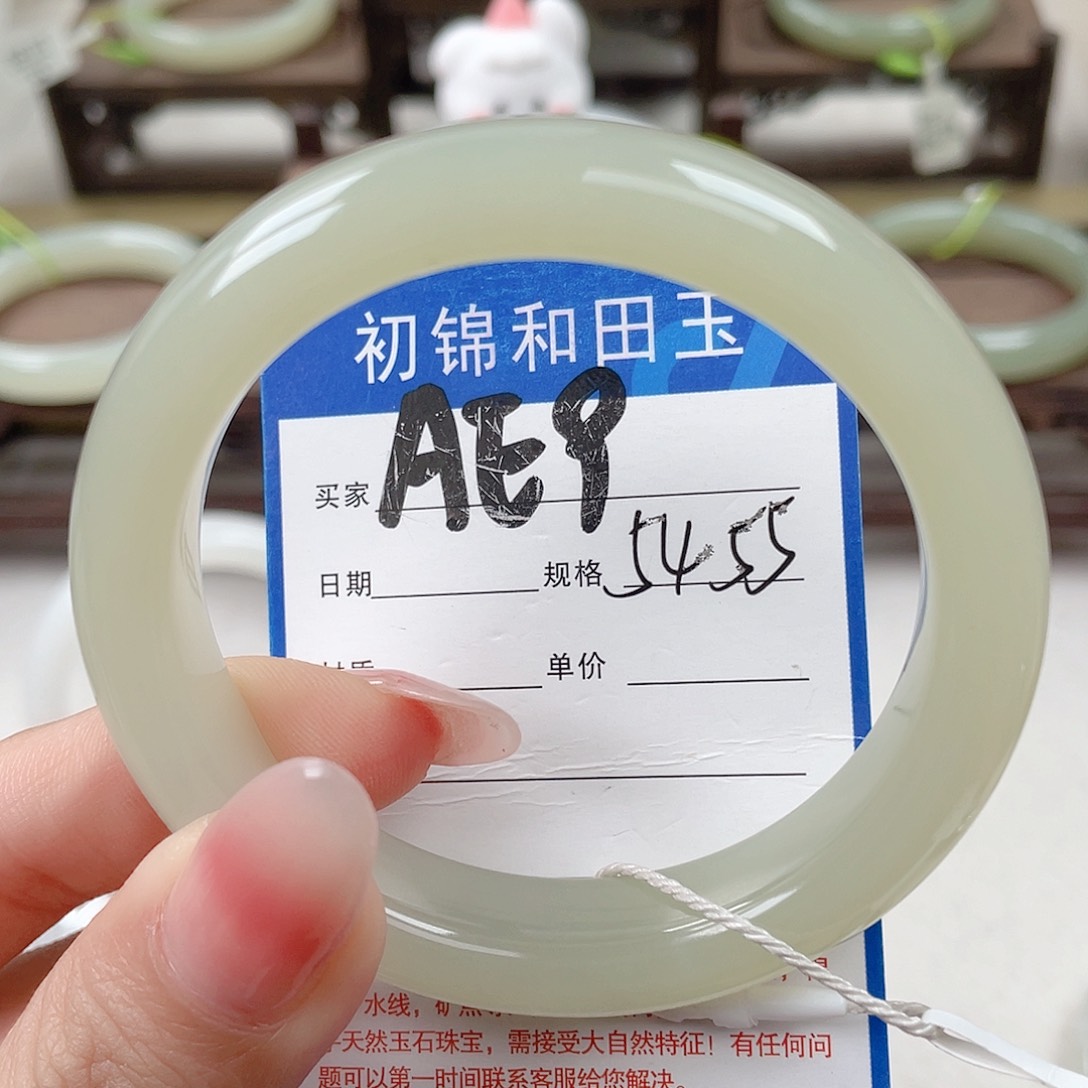 初锦和田玉
买家 AE9
日期 规格 54.55
单价
水线，矿点
天然玉石珠宝，需接受大自然特征！有任何问
题可以第一时间联系客服给您解决。